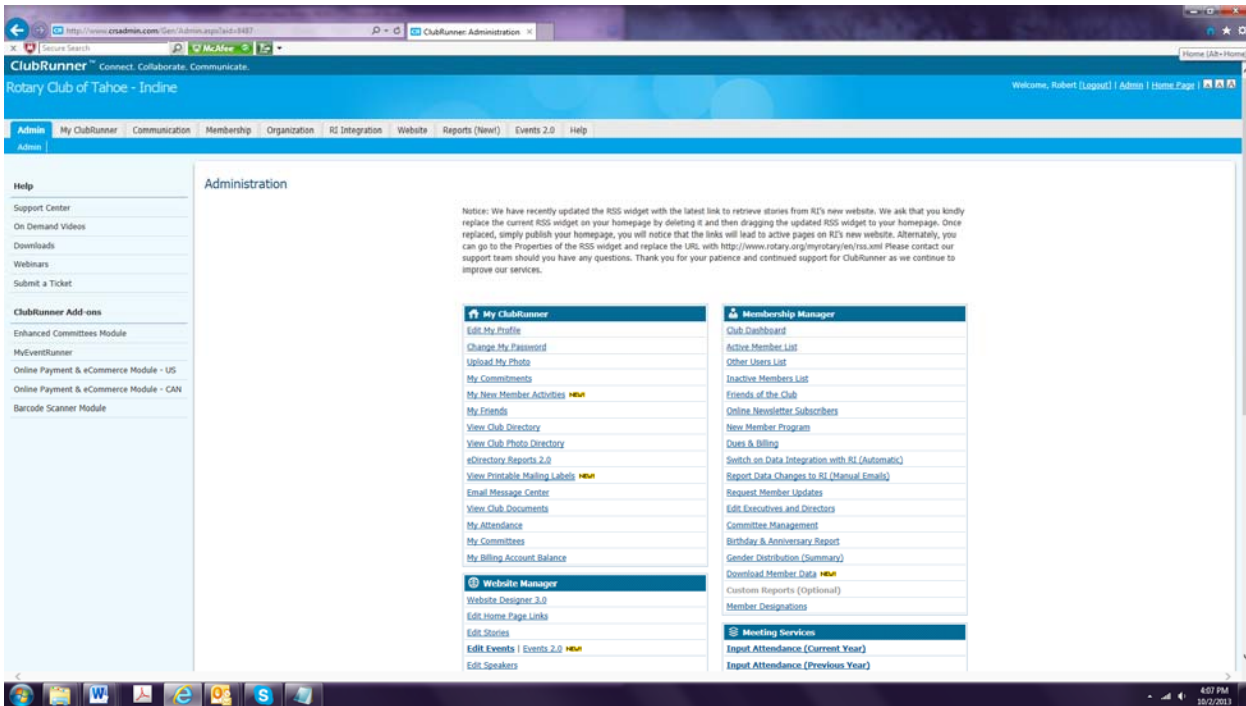 http://www.crsadmin.com/Gen/Admin.aspx?aid=8487
ClubRunner: Administration
Secure Search
McAfee
Home (Alt+Home)
ClubRunner™ Connect. Collaborate. Communicate.
Rotary Club of Tahoe - Incline
Welcome, Robert [Logout] | Admin | Home Page | A A A
Admin My ClubRunner Communication Membership Organization RI Integration Website Reports (New!) Events 2.0 Help
Admin
Help
Support Center
On Demand Videos
Downloads
Webinars
Submit a Ticket
ClubRunner Add-ons
Enhanced Committees Module
MyEventRunner
Online Payment & eCommerce Module - US
Online Payment & eCommerce Module - CAN
Barcode Scanner Module
Administration
Notice: We have recently updated the RSS widget with the latest link to retrieve stories from RI's new website. We ask that you kindly
replace the current RSS widget on your homepage by deleting it and then dragging the updated RSS widget to your homepage. Once
replaced, simply publish your homepage, you will notice that the links will lead to active pages on RI's new website. Alternately, you
can go to the Properties of the RSS widget and replace the URL with http://www.rotary.org/myrotary/en/rss.xml Please contact our
support team should you have any questions. Thank you for your patience and continued support for ClubRunner as we continue to
improve our services.
My ClubRunner
Edit My Profile
Change My Password
Upload My Photo
My Commitments
My New Member Activities NEW!
My Friends
View Club Directory
View Club Photo Directory
eDirectory Reports 2.0
View Printable Mailing Labels NEW!
Email Message Center
View Club Documents
My Attendance
My Committees
My Billing Account Balance
Website Manager
Website Designer 3.0
Edit Home Page Links
Edit Stories
Edit Events | Events 2.0 NEW!
Edit Speakers
Membership Manager
Club Dashboard
Active Member List
Other Users List
Inactive Members List
Friends of the Club
Online Newsletter Subscribers
New Member Program
Dues & Billing
Switch on Data Integration with RI (Automatic)
Report Data Changes to RI (Manual Emails)
Request Member Updates
Edit Executives and Directors
Committee Management
Birthday & Anniversary Report
Gender Distribution (Summary)
Download Member Data NEW!
Custom Reports (Optional)
Member Designations
Meeting Services
Input Attendance (Current Year)
Input Attendance (Previous Year)
4:07 PM
10/2/2013